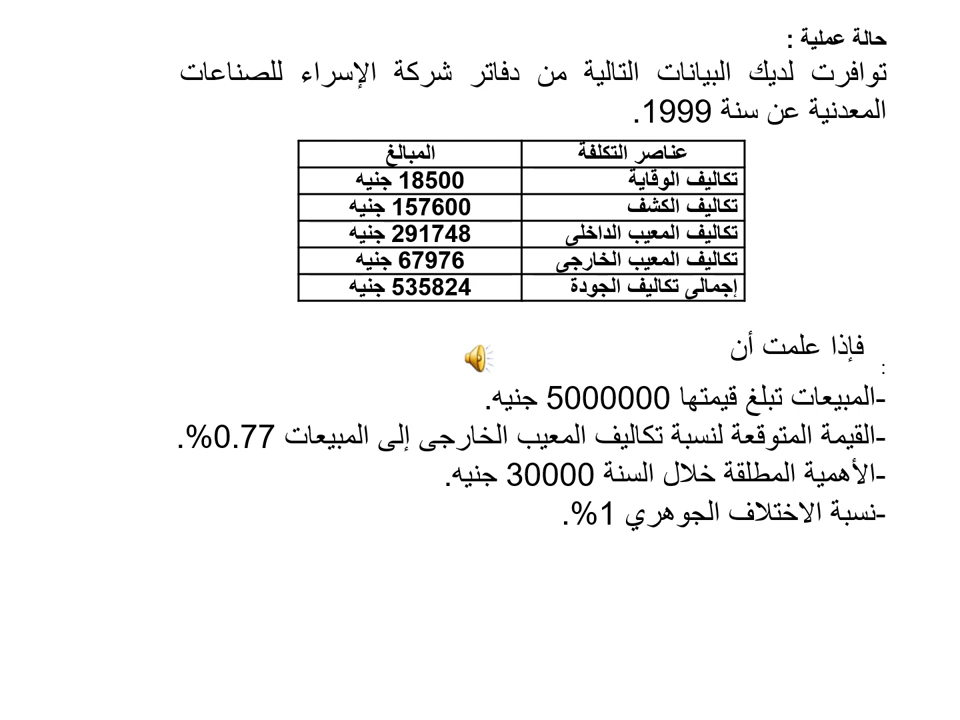 حالة عملية :
توافرت لديك البيانات التالية من دفاتر شركة الإسراء للصناعات
المعدنية عن سنة 1999.
عناصر التكلفة المبالغ
تكاليف الوقاية 18500 جنيه
تكاليف الكشف 157600 جنيه
تكاليف المعيب الداخلى 291748 جنيه
تكاليف المعيب الخارجى 67976 جنيه
إجمالى تكاليف الجودة 535824 جنيه
فإذا علمت أن
:
-المبيعات تبلغ قيمتها 5000000 جنيه.
-القيمة المتوقعة لنسبة تكاليف المعيب الخارجى إلى المبيعات 0.77%.
-الأهمية المطلقة خلال السنة 30000 جنيه.
-نسبة الاختلاف الجوهري 1%.